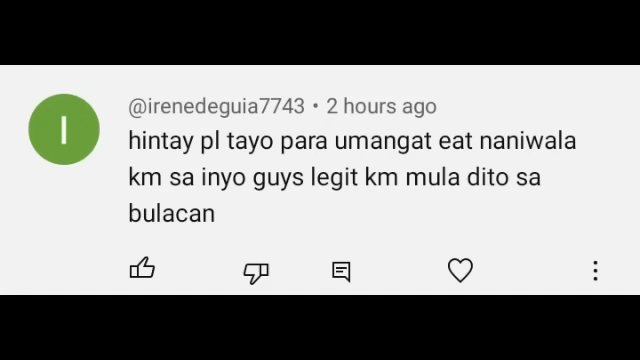 I
@irenedeguia7743 • 2 hours ago
hintay pl tayo para umangat eat naniwala
km sa inyo guys legit km mula dito sa
bulacan